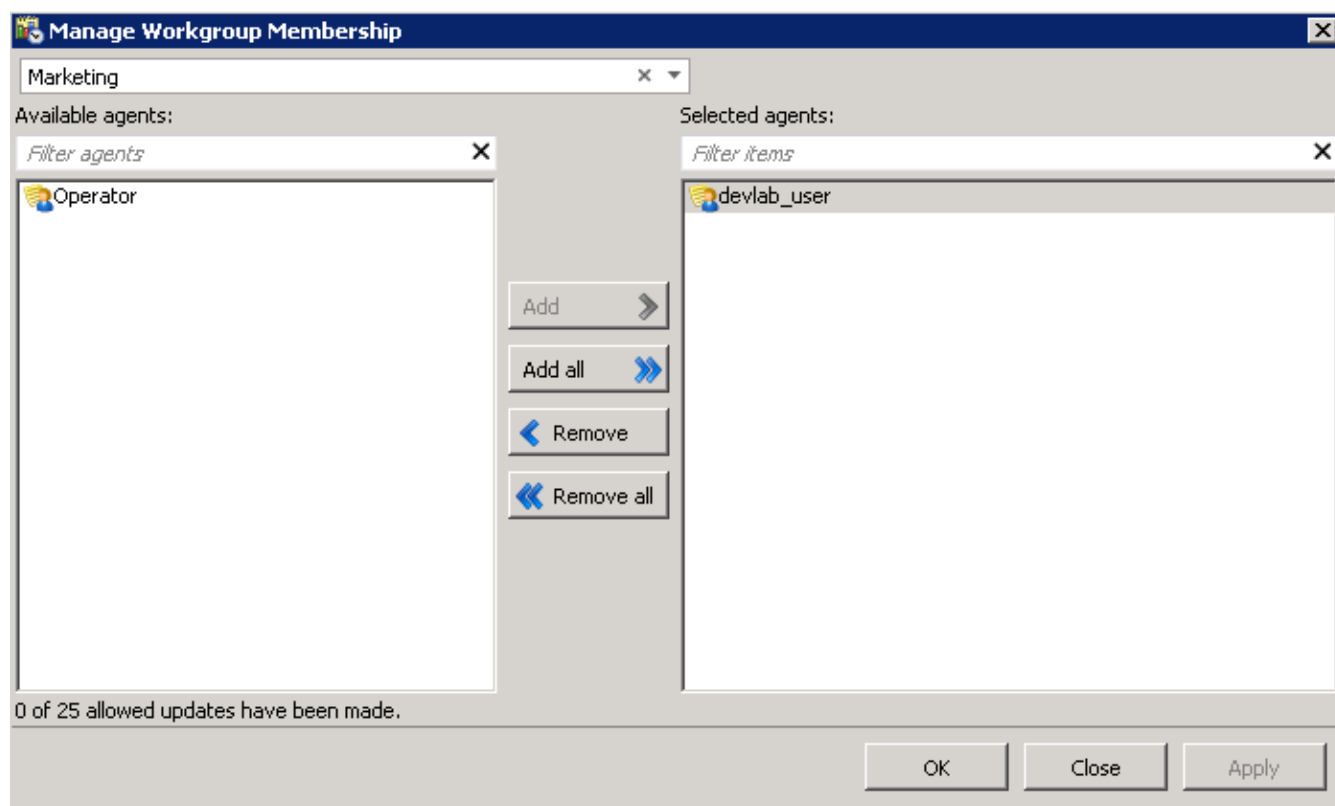 Manage Workgroup Membership
Marketing
Available agents:
Selected agents:
Filter agents
Filter items
Operator
devlab_user
Add
Add all
Remove
Remove all
0 of 25 allowed updates have been made.
OK
Close
Apply